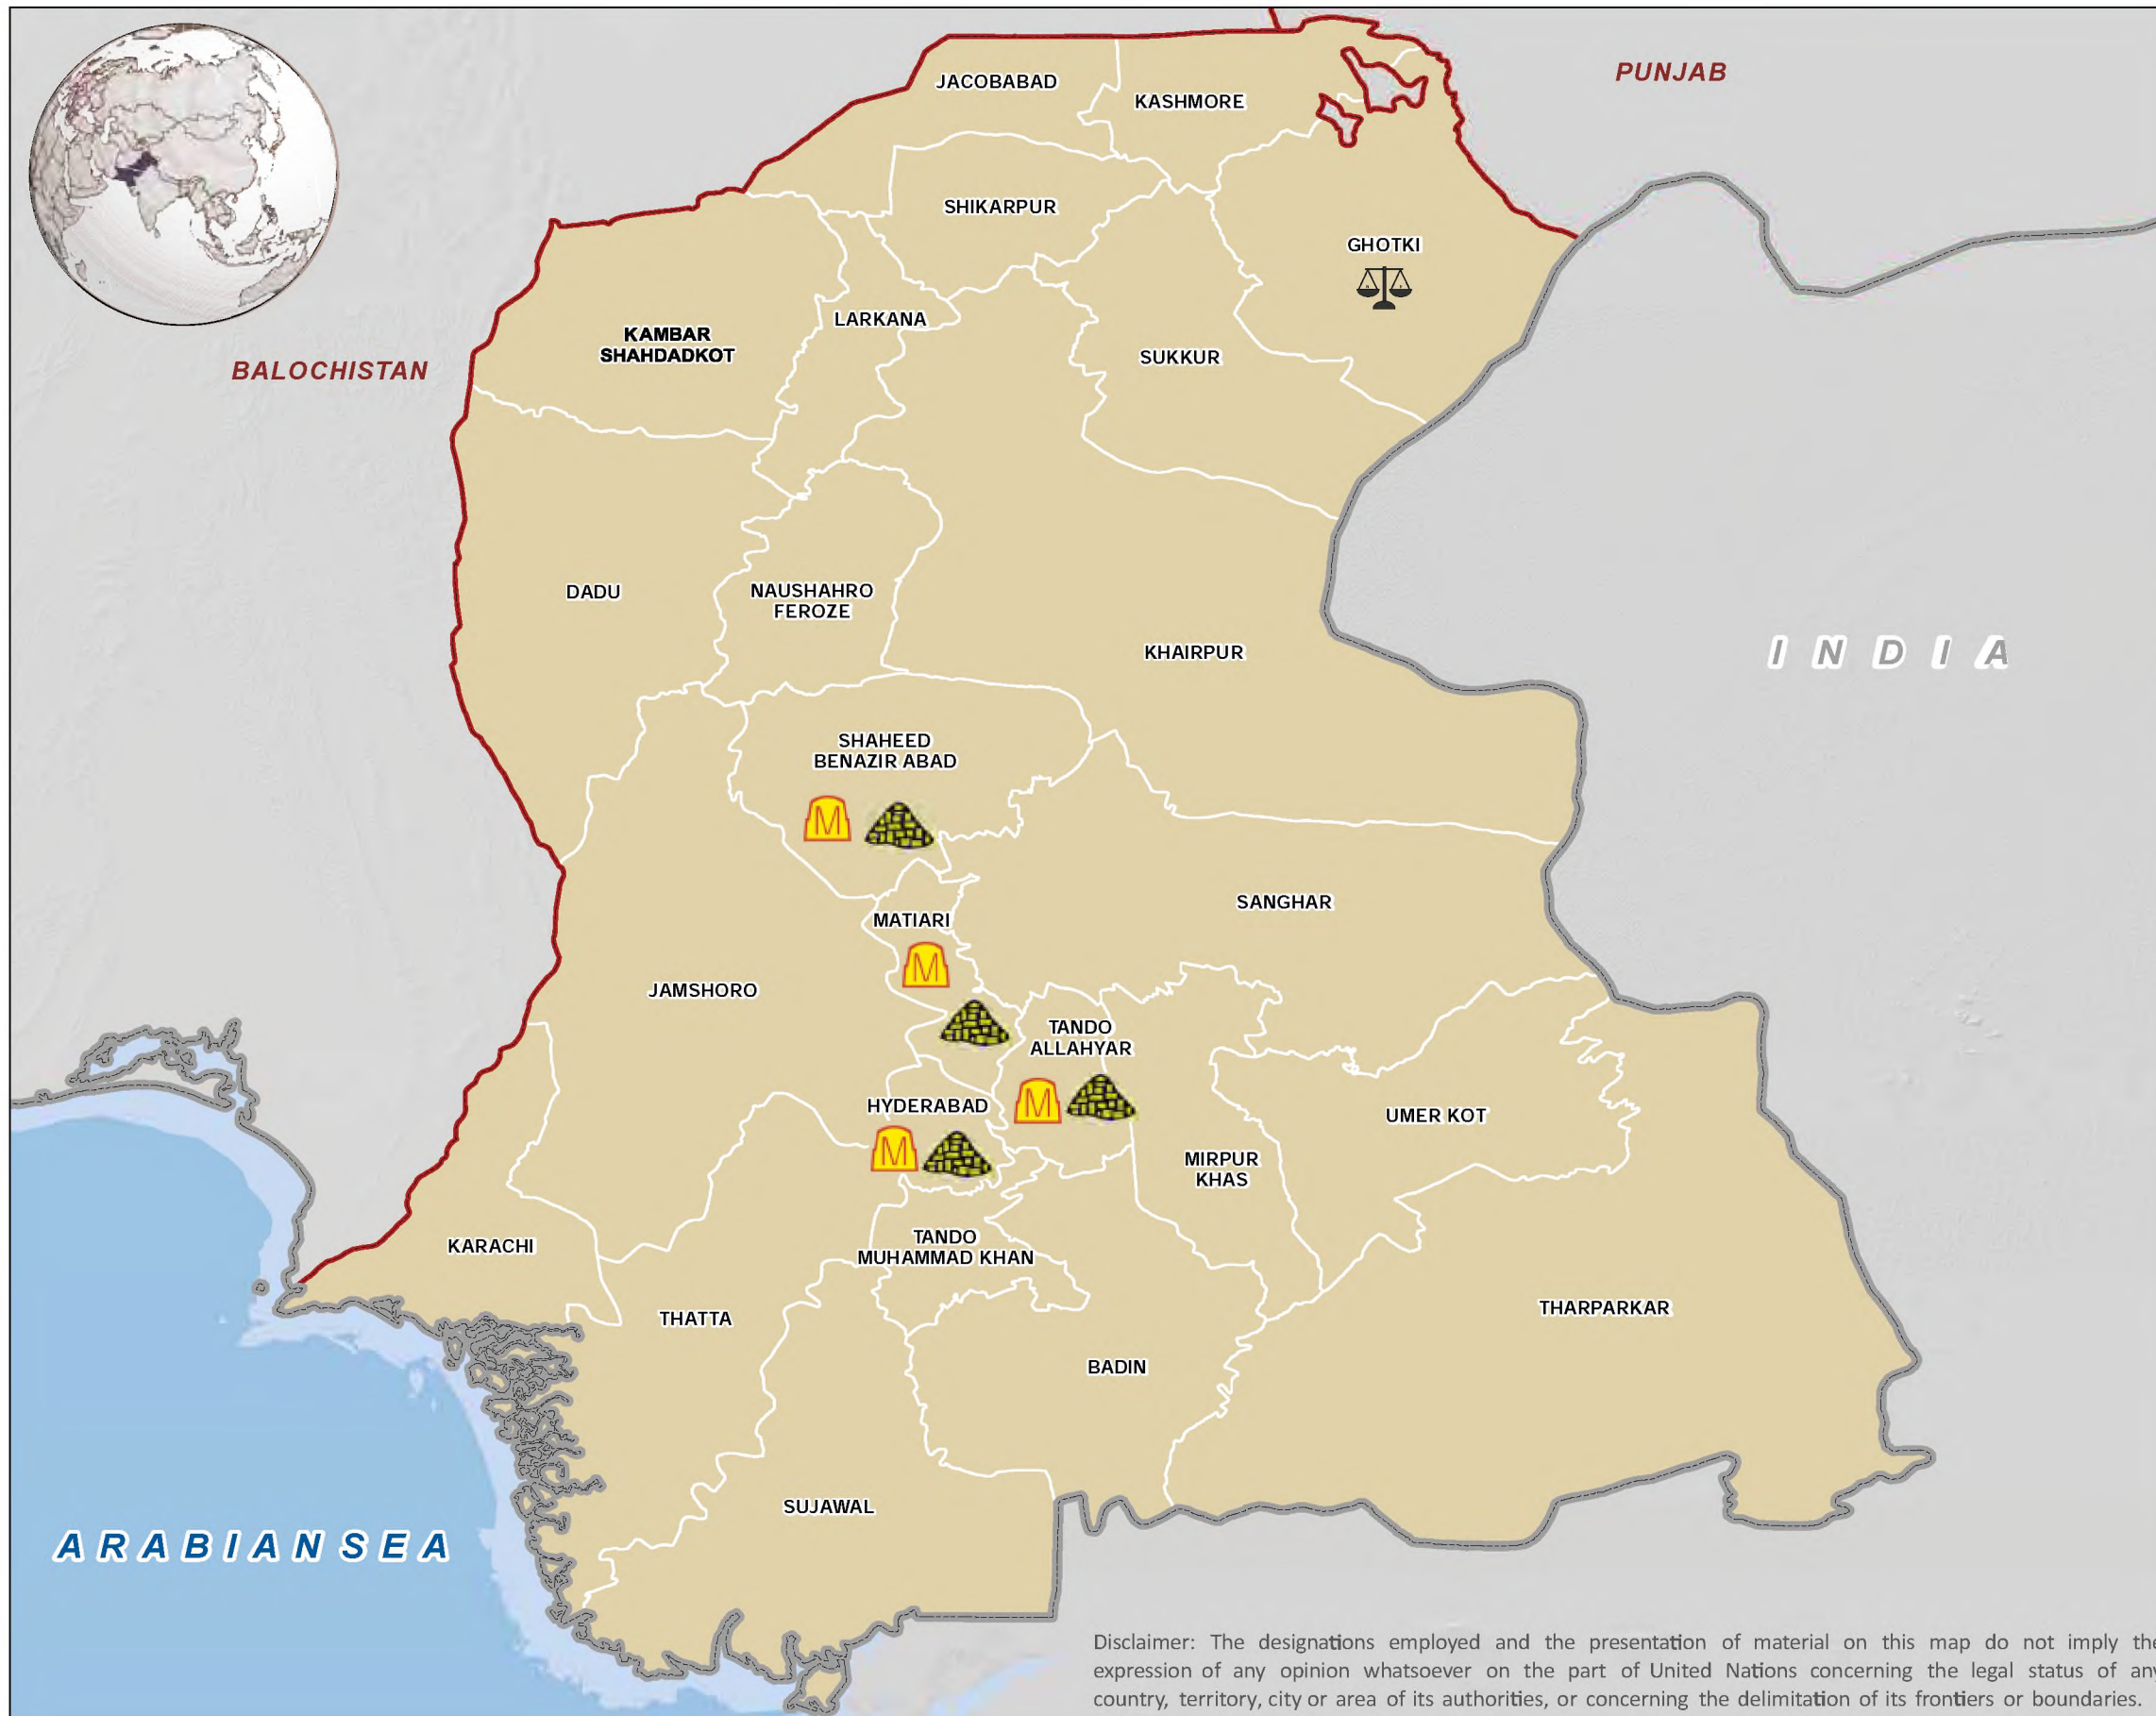 PUNJAB
JACOBABAD
KASHMORE
SHIKARPUR
GHOTKI
LARKANA
KAMBAR
SHAHDADKOT
SUKKUR
BALOCHISTAN
DADU
NAUSHAHRO
FEROZE
KHAIRPUR
INDIA
SHAHEED
BENAZIR ABAD
M
SANGHAR
MATIARI
M
JAMSHORO
TANDO
ALLAHYAR
M
HYDERABAD
M
UMER KOT
MIRPUR
KHAS
KARACHI
TANDO
MUHAMMAD KHAN
THATTA
THARPARKAR
BADIN
SUJAWAL
ARABIAN SEA
Disclaimer: The designations employed and the presentation of material on this map do not imply the
expression of any opinion whatsoever on the part of United Nations concerning the legal status of any
country, territory, city or area of its authorities, or concerning the delimitation of its frontiers or boundaries.